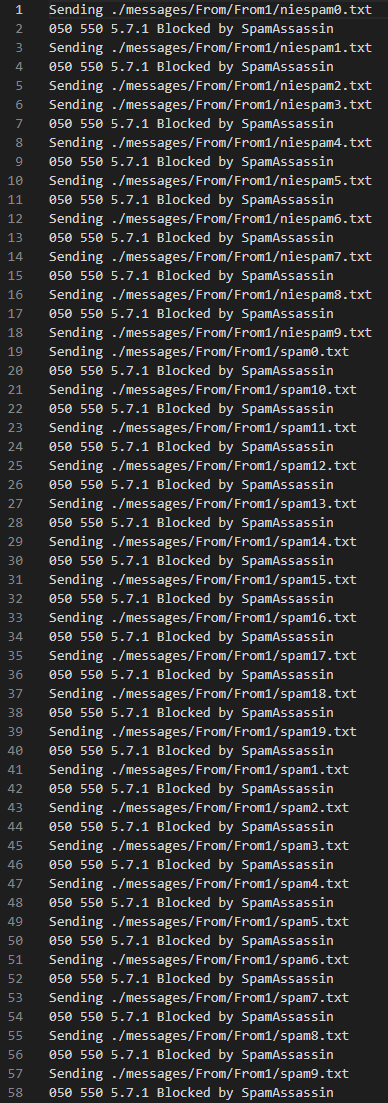 1 Sending ./messages/From/From1/niespam0.txt
2 050 550 5.7.1 Blocked by SpamAssassin
3 Sending ./messages/From/From1/niespam1.txt
4 050 550 5.7.1 Blocked by SpamAssassin
5 Sending ./messages/From/From1/niespam2.txt
6 Sending ./messages/From/From1/niespam3.txt
7 050 550 5.7.1 Blocked by SpamAssassin
8 Sending ./messages/From/From1/niespam4.txt
9 050 550 5.7.1 Blocked by SpamAssassin
10 Sending ./messages/From/From1/niespam5.txt
11 050 550 5.7.1 Blocked by SpamAssassin
12 Sending ./messages/From/From1/niespam6.txt
13 050 550 5.7.1 Blocked by SpamAssassin
14 Sending ./messages/From/From1/niespam7.txt
15 050 550 5.7.1 Blocked by SpamAssassin
16 Sending ./messages/From/From1/niespam8.txt
17 050 550 5.7.1 Blocked by SpamAssassin
18 Sending ./messages/From/From1/niespam9.txt
19 Sending ./messages/From/From1/spam0.txt
20 050 550 5.7.1 Blocked by SpamAssassin
21 Sending ./messages/From/From1/spam10.txt
22 050 550 5.7.1 Blocked by SpamAssassin
23 Sending ./messages/From/From1/spam11.txt
24 050 550 5.7.1 Blocked by SpamAssassin
25 Sending ./messages/From/From1/spam12.txt
26 050 550 5.7.1 Blocked by SpamAssassin
27 Sending ./messages/From/From1/spam13.txt
28 050 550 5.7.1 Blocked by SpamAssassin
29 Sending ./messages/From/From1/spam14.txt
30 050 550 5.7.1 Blocked by SpamAssassin
31 Sending ./messages/From/From1/spam15.txt
32 050 550 5.7.1 Blocked by SpamAssassin
33 Sending ./messages/From/From1/spam16.txt
34 050 550 5.7.1 Blocked by SpamAssassin
35 Sending ./messages/From/From1/spam17.txt
36 050 550 5.7.1 Blocked by SpamAssassin
37 Sending ./messages/From/From1/spam18.txt
38 050 550 5.7.1 Blocked by SpamAssassin
39 Sending ./messages/From/From1/spam19.txt
40 050 550 5.7.1 Blocked by SpamAssassin
41 Sending ./messages/From/From1/spam1.txt
42 050 550 5.7.1 Blocked by SpamAssassin
43 Sending ./messages/From/From1/spam2.txt
44 050 550 5.7.1 Blocked by SpamAssassin
45 Sending ./messages/From/From1/spam3.txt
46 050 550 5.7.1 Blocked by SpamAssassin
47 Sending ./messages/From/From1/spam4.txt
48 050 550 5.7.1 Blocked by SpamAssassin
49 Sending ./messages/From/From1/spam5.txt
50 050 550 5.7.1 Blocked by SpamAssassin
51 Sending ./messages/From/From1/spam6.txt
52 050 550 5.7.1 Blocked by SpamAssassin
53 Sending ./messages/From/From1/spam7.txt
54 050 550 5.7.1 Blocked by SpamAssassin
55 Sending ./messages/From/From1/spam8.txt
56 050 550 5.7.1 Blocked by SpamAssassin
57 Sending ./messages/From/From1/spam9.txt
58 050 550 5.7.1 Blocked by SpamAssassin